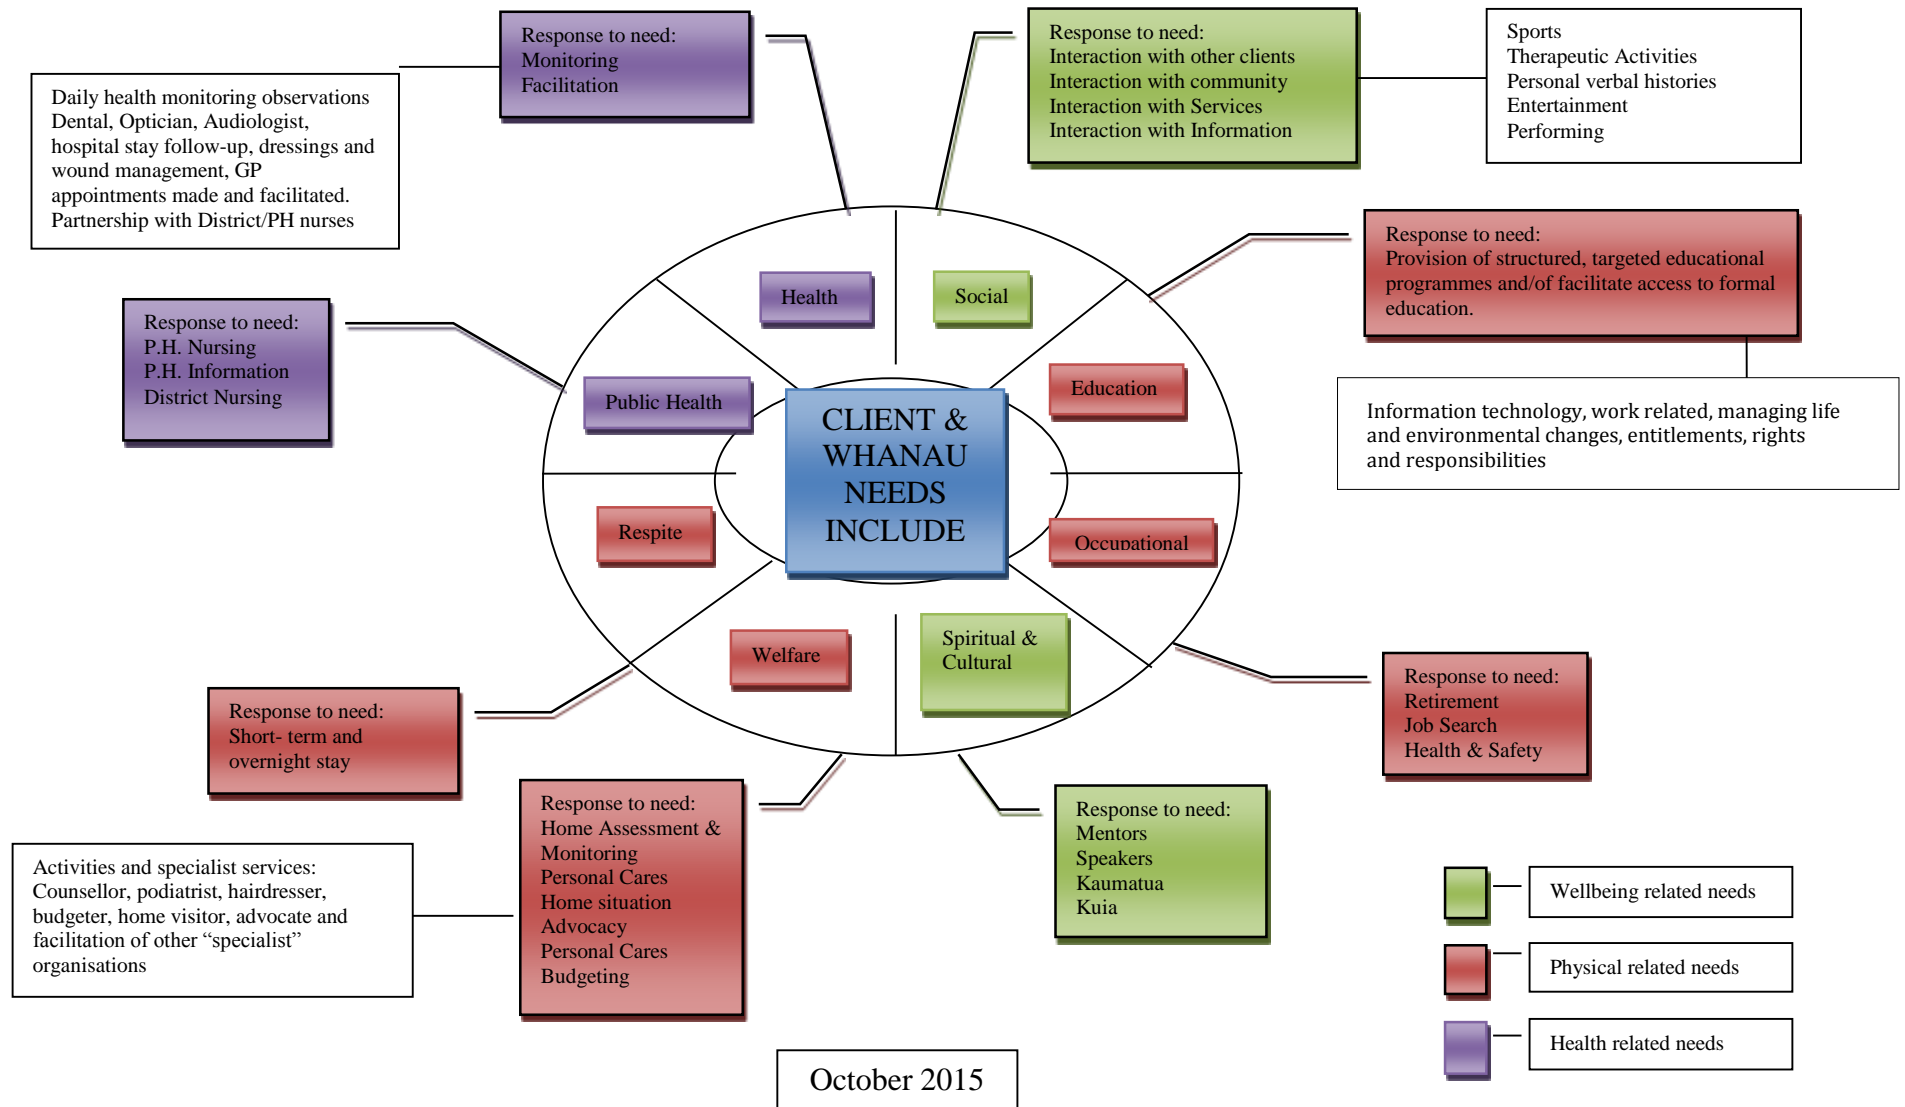 Response to need:
Monitoring
Facilitation
Daily health monitoring observations
Dental, Optician, Audiologist,
hospital stay follow-up, dressings and
wound management, GP
appointments made and facilitated.
Partnership with District/PH nurses
Response to need:
Interaction with other clients
Interaction with community
Interaction with Services
Interaction with Information
Sports
Therapeutic Activities
Personal verbal histories
Entertainment
Performing
Response to need:
Provision of structured, targeted educational
programmes and/of facilitate access to formal
education.
Information technology, work related, managing life
and environmental changes, entitlements, rights
and responsibilities
Response to need:
P.H. Nursing
P.H. Information
District Nursing
Health
Social
Public Health
Education
CLIENT &
WHANAU
NEEDS
INCLUDE
Respite
Occupational
Welfare
Spiritual &
Cultural
Response to need:
Short- term and
overnight stay
Response to need:
Retirement
Job Search
Health & Safety
Response to need:
Home Assessment &
Monitoring
Personal Cares
Home situation
Advocacy
Personal Cares
Budgeting
Activities and specialist services:
Counsellor, podiatrist, hairdresser,
budgeter, home visitor, advocate and
facilitation of other “specialist”
organisations
Response to need:
Mentors
Speakers
Kaumatua
Kuia
Wellbeing related needs
Physical related needs
Health related needs
October 2015